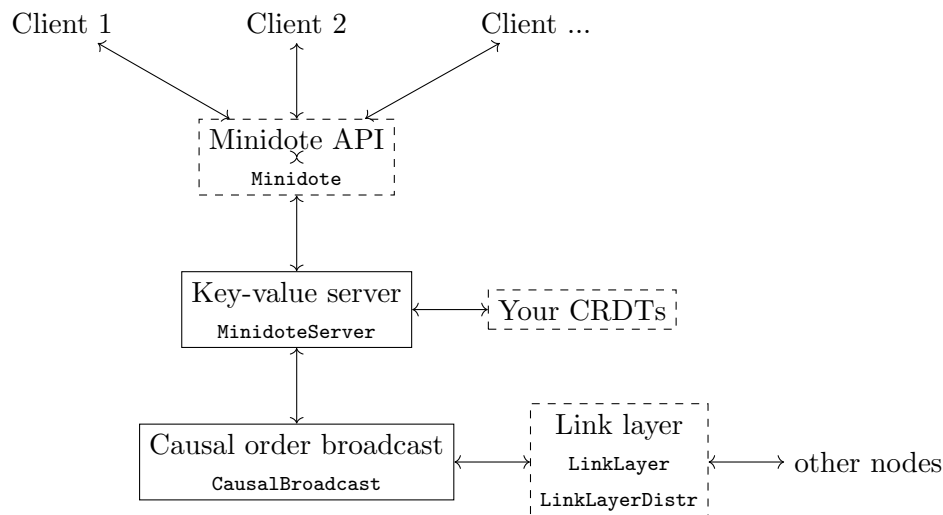 Client 1
Client 2
Client ...
Minidote API
Minidote
Key-value server
MinidoteServer
Your CRDTs
Causal order broadcast
CausalBroadcast
Link layer
LinkLayer
LinkLayerDistr
other nodes